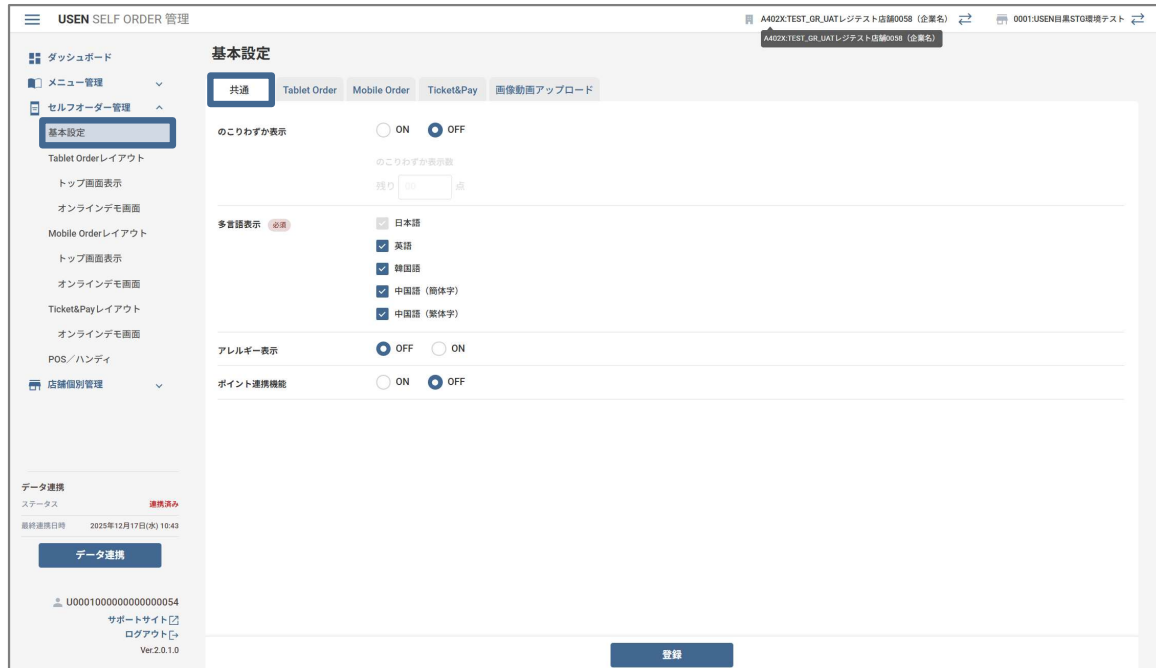 USEN SELF ORDER 管理
A402X:TEST_GR_UATレジテスト店舗0058（企業名）
0001:USEN目黒STG環境テスト
A402X:TEST_GR_UATレジテスト店舗0058（企業名）
ダッシュボード
メニュー管理
セルフオーダー管理
基本設定
Tablet Orderレイアウト
トップ画面表示
オンラインデモ画面
Mobile Orderレイアウト
トップ画面表示
オンラインデモ画面
Ticket&Payレイアウト
オンラインデモ画面
POS／ハンディ
店舗個別管理
データ連携
ステータス 連携済み
最終連携日時 2025年12月17日(水) 10:43
データ連携
U0001000000000000054
サポートサイト
ログアウト
Ver.2.0.1.0
基本設定
共通 Tablet Order Mobile Order Ticket&Pay 画像動画アップロード
のこりわずか表示 ON OFF
のこりわずか表示数
残り 00 点
多言語表示 必須 日本語
英語
韓国語
中国語（簡体字）
中国語（繁体字）
アレルギー表示 OFF ON
ポイント連携機能 ON OFF
登録